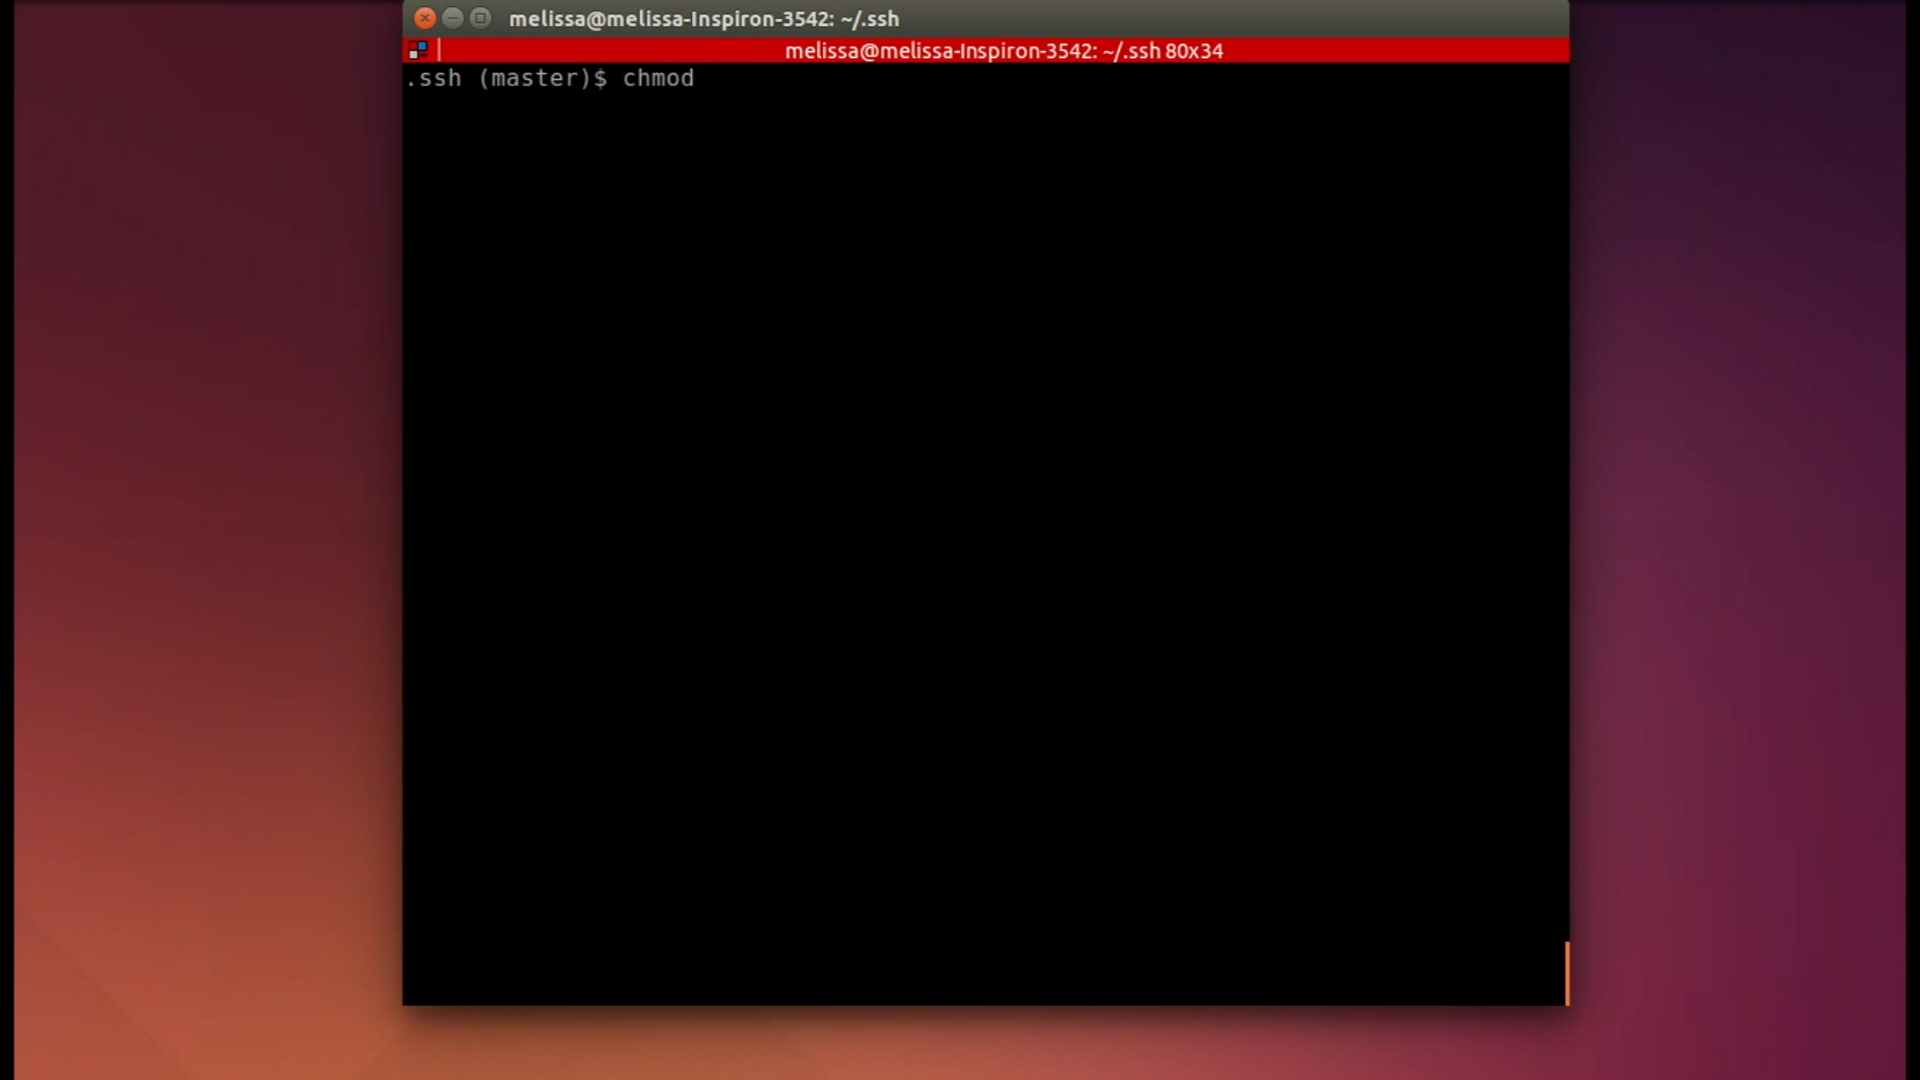 melissa@melissa-Inspiron-3542: ~/.ssh
melissa@melissa-Inspiron-3542: ~/.ssh 80x34
.ssh (master)$ chmod